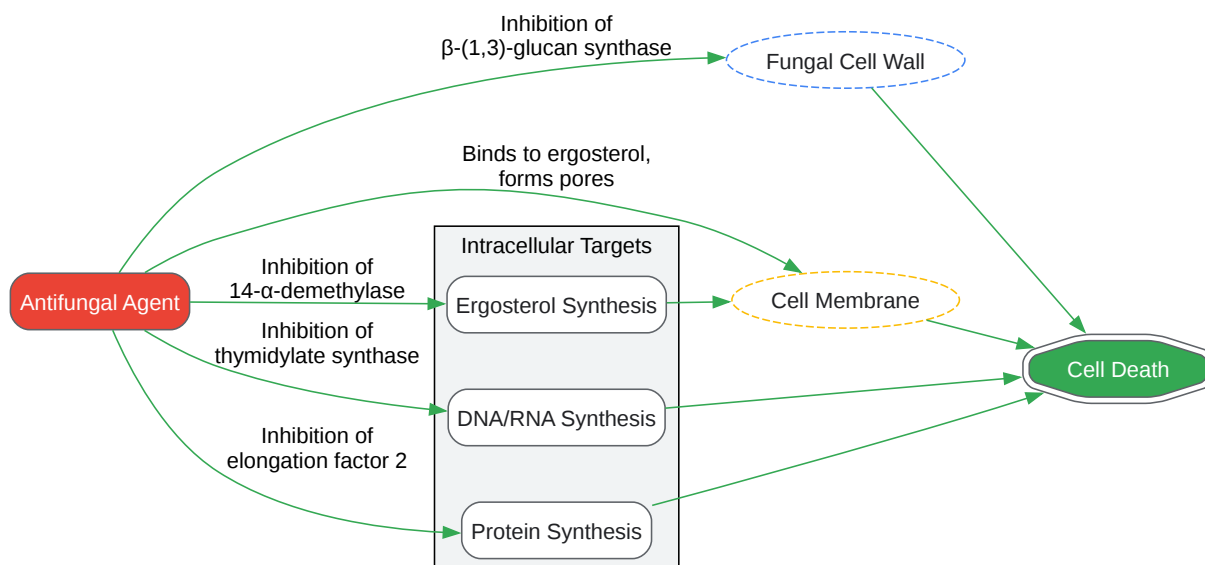 Inhibition of
β-(1,3)-glucan synthase
Fungal Cell Wall
Binds to ergosterol,
forms pores
Intracellular Targets
Antifungal Agent
Inhibition of
14-α-demethylase
Ergosterol Synthesis
Cell Membrane
Inhibition of
thymidylate synthase
Cell Death
DNA/RNA Synthesis
Inhibition of
elongation factor 2
Protein Synthesis